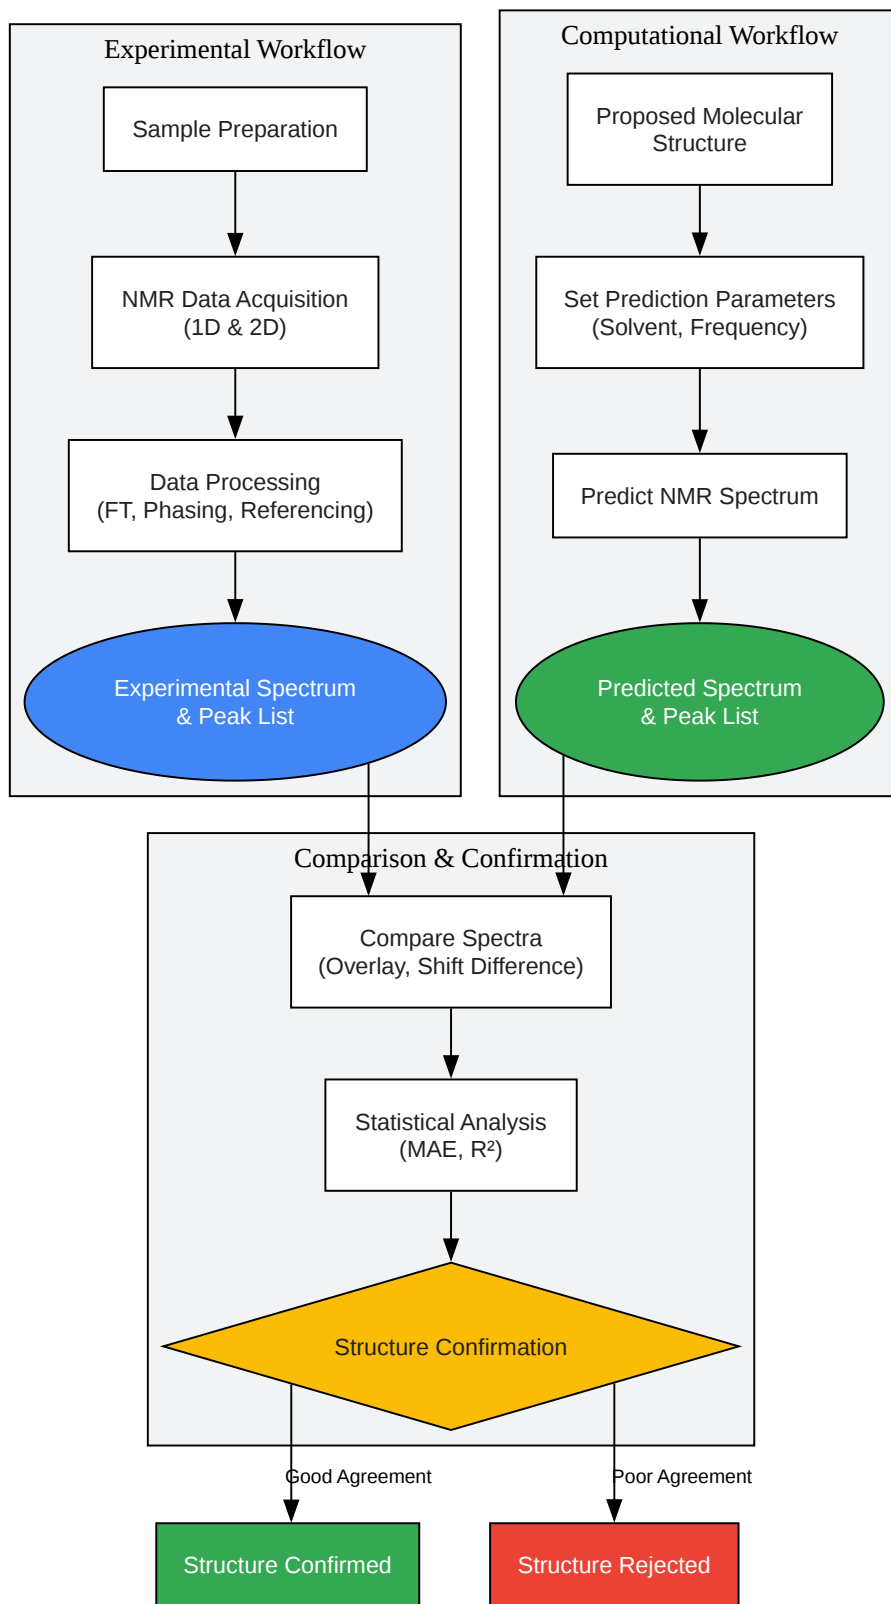 Experimental Workflow
Sample Preparation
NMR Data Acquisition
(1D & 2D)
Data Processing
(FT, Phasing, Referencing)
Experimental Spectrum
& Peak List
Computational Workflow
Proposed Molecular
Structure
Set Prediction Parameters
(Solvent, Frequency)
Predict NMR Spectrum
Predicted Spectrum
& Peak List
Comparison & Confirmation
Compare Spectra
(Overlay, Shift Difference)
Statistical Analysis
(MAE, R²)
Structure Confirmation
Good Agreement
Poor Agreement
Structure Confirmed
Structure Rejected